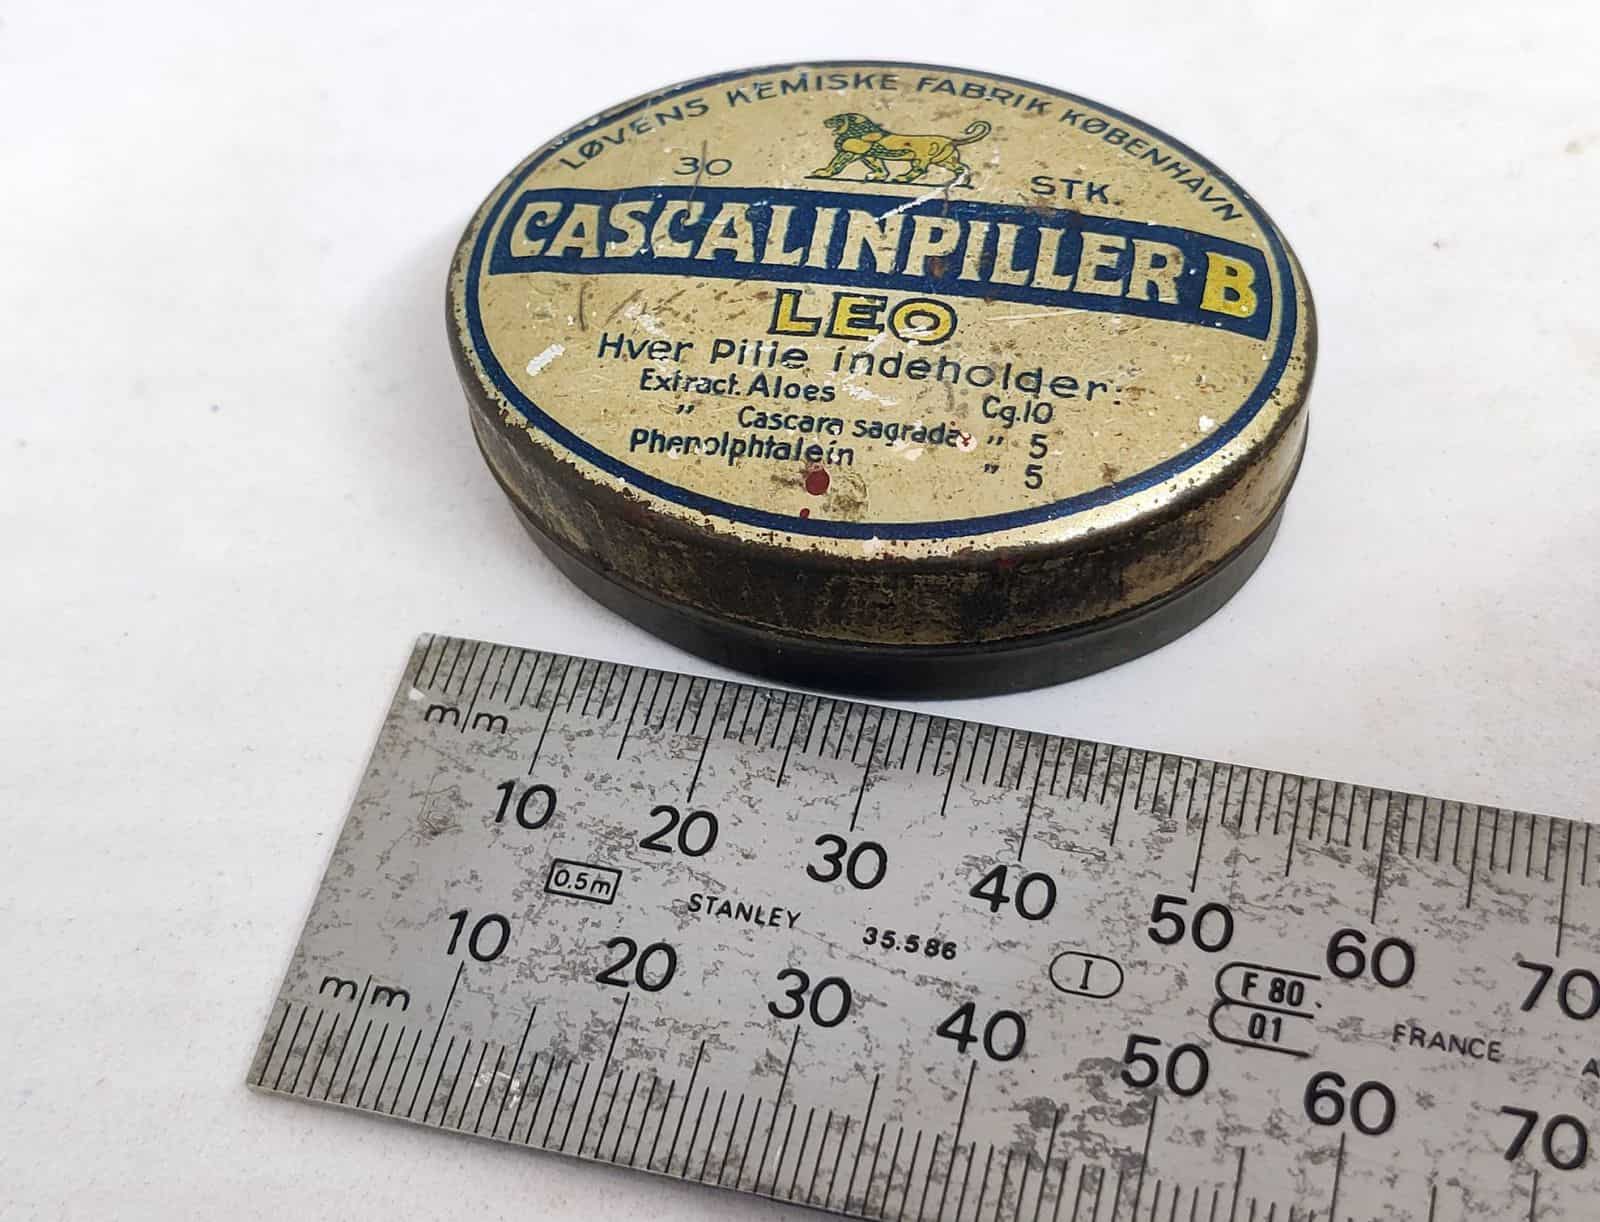 LØVENS KEMISKE FABRIK KØBENHAVN
30 STK.
CASCALINPILLER B
LEO
Hver Pille indeholder:
Extract. Aloes Cg. 10
" Cascara sagrada " 5
Phenolphtalein " 5
m/m
10 20 30 40 50 60 70
0.5m STANLEY 35.586 I F 80 FRANCE
01
10 20 30 40 50 60 70
m/m